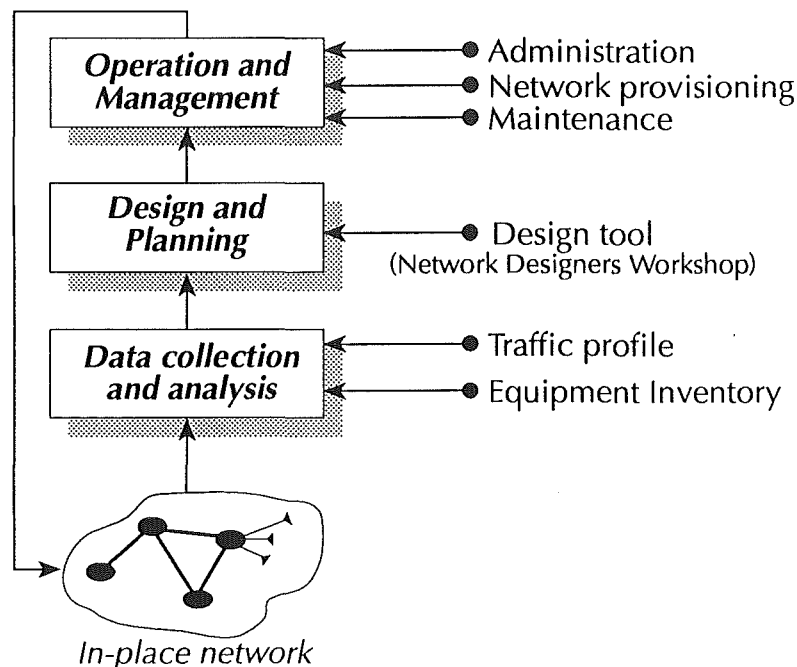 Operation and
Management
Administration
Network provisioning
Maintenance
Design and
Planning
Design tool
(Network Designers Workshop)
Data collection
and analysis
Traffic profile
Equipment Inventory
In-place network